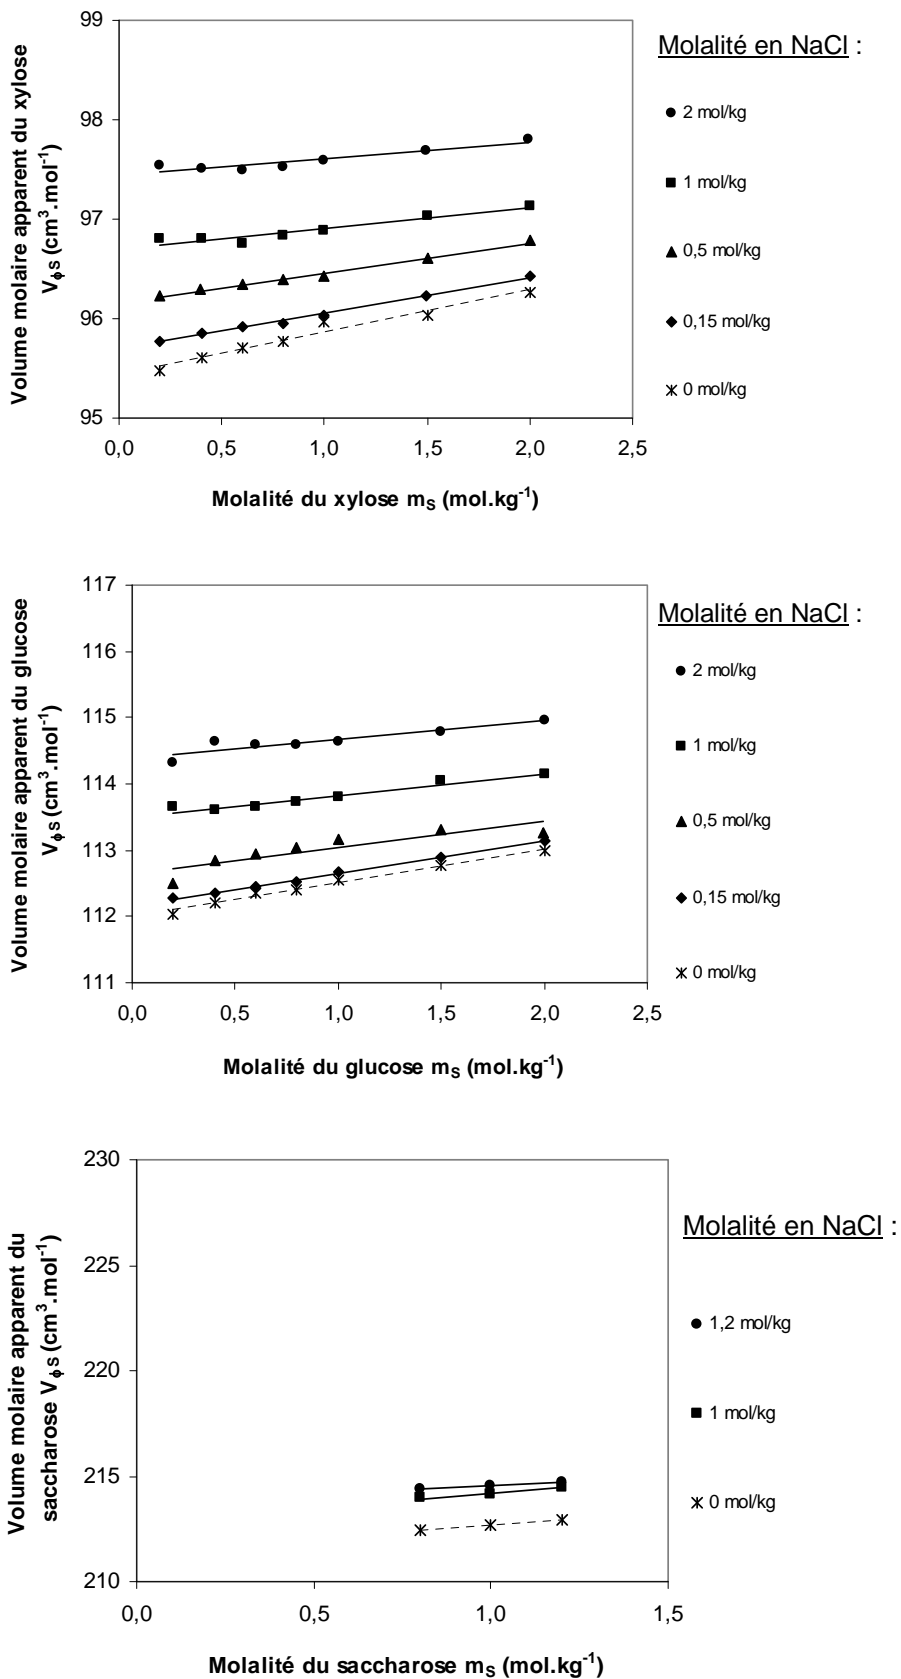 99
98
97
96
95
0,0 0,5 1,0 1,5 2,0 2,5
Volume molaire apparent du xylose
VϕS (cm³.mol⁻¹)
Molalité du xylose mS (mol.kg⁻¹)
Molalité en NaCl :
2 mol/kg
1 mol/kg
0,5 mol/kg
0,15 mol/kg
0 mol/kg
117
116
115
114
113
112
111
0,0 0,5 1,0 1,5 2,0 2,5
Volume molaire apparent du glucose
VϕS (cm³.mol⁻¹)
Molalité du glucose mS (mol.kg⁻¹)
Molalité en NaCl :
2 mol/kg
1 mol/kg
0,5 mol/kg
0,15 mol/kg
0 mol/kg
230
225
220
215
210
0,0 0,5 1,0 1,5
Volume molaire apparent du
saccharose VϕS (cm³.mol⁻¹)
Molalité du saccharose mS (mol.kg⁻¹)
Molalité en NaCl :
1,2 mol/kg
1 mol/kg
0 mol/kg